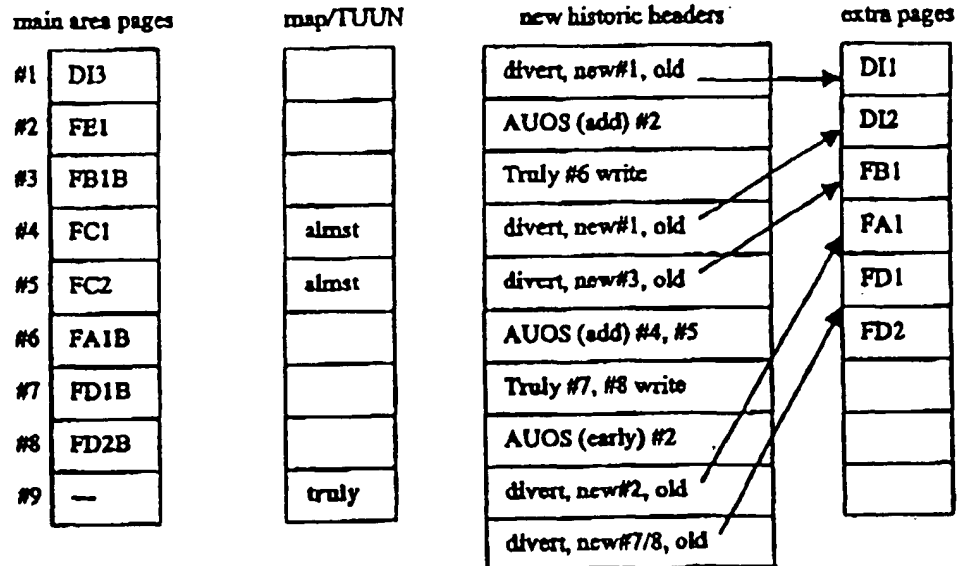 main area pages
map/TUUN
new historic headers
extra pages
#1 DI3 divert, new#1, old DI1
#2 FE1 AUOS (add) #2 DI2
#3 FB1B Truly #6 write FB1
#4 FC1 almst divert, new#1, old FA1
#5 FC2 almst divert, new#3, old FD1
#6 FA1B AUOS (add) #4, #5 FD2
#7 FD1B Truly #7, #8 write
#8 FD2B AUOS (early) #2
#9 — truly divert, new#2, old
divert, new#7/8, old